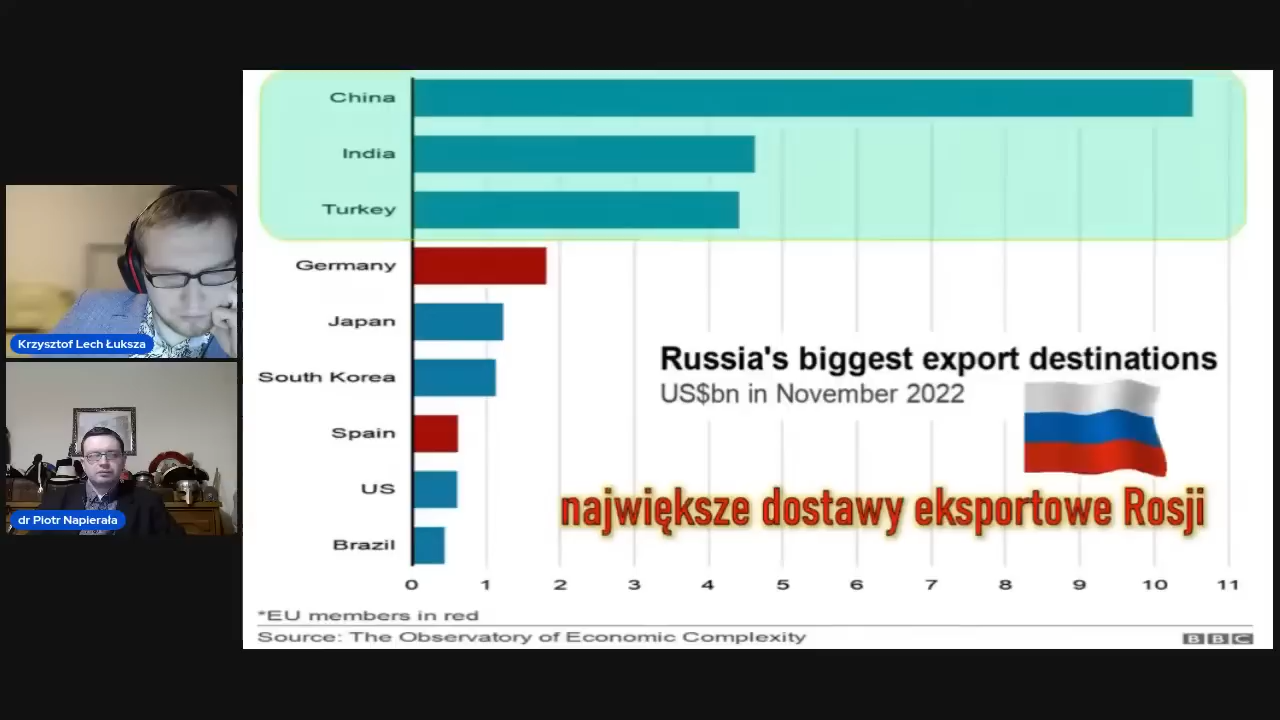 China
India
Turkey
Germany
Japan
South Korea
Spain
US
Brazil
0 1 2 3 4 5 6 7 8 9 10 11
Russia's biggest export destinations
US$bn in November 2022
największe dostawy eksportowe Rosji
*EU members in red
Source: The Observatory of Economic Complexity
BBC
Krzysztof Lech Łuksza
dr Piotr Napierała